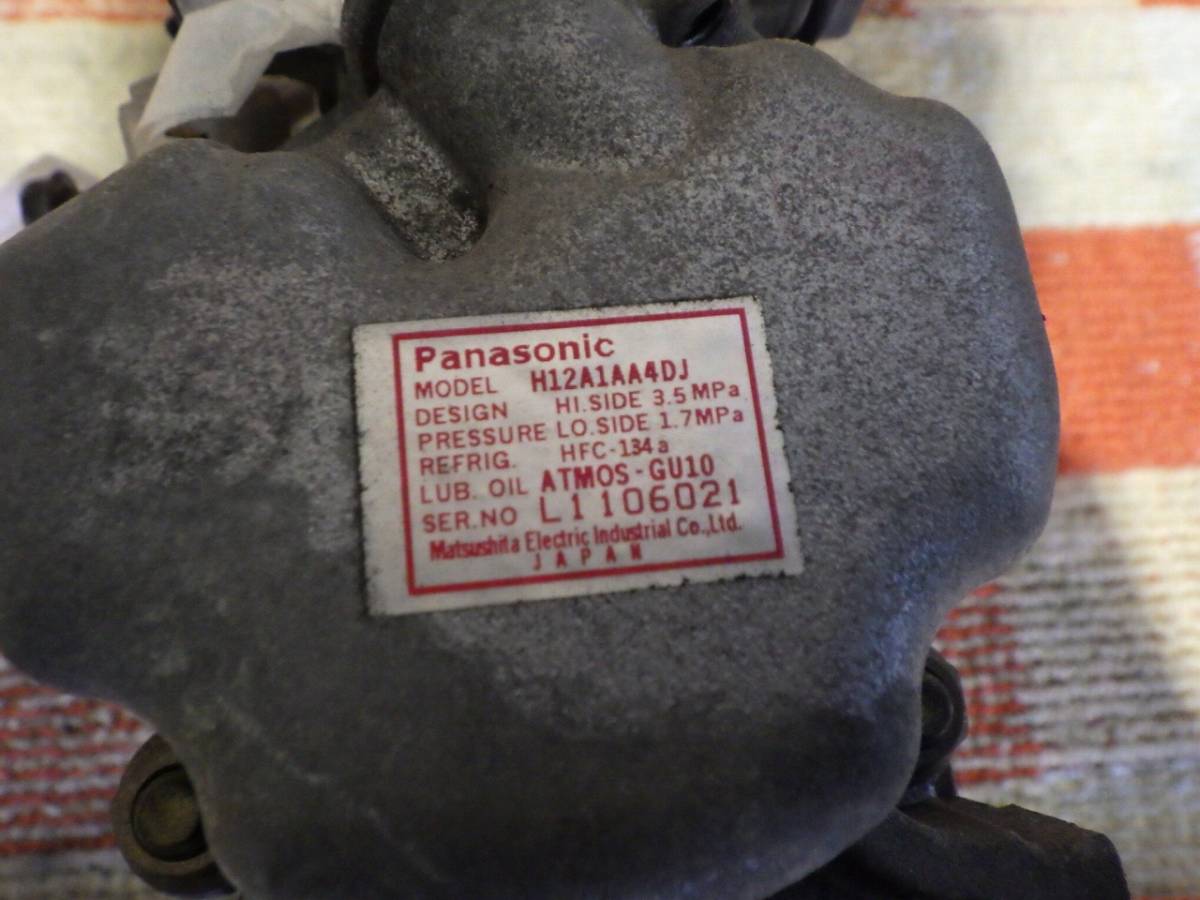 Panasonic
MODEL H12A1AA4DJ
DESIGN HI.SIDE 3.5 MPa
PRESSURE LO.SIDE 1.7MPa
REFRIG. HFC-134a
LUB. OIL ATMOS-GU10
SER.NO L1106021
Matsushita Electric Industrial Co.,Ltd.
JAPAN